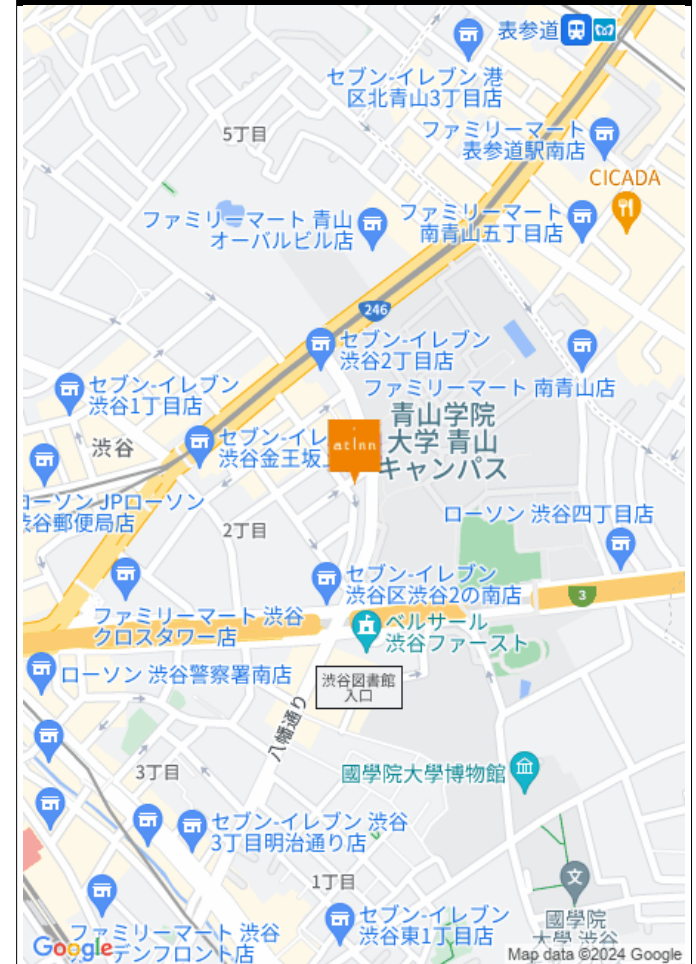 表参道
セブン-イレブン 港
区北青山3丁目店
5丁目
ファミリーマート
表参道駅南店
CICADA
ファミリーマート 青山
オーバルビル店
ファミリーマート
南青山五丁目店
246
セブン-イレブン
渋谷2丁目店
セブン-イレブン
渋谷1丁目店
ファミリーマート 南青山店
青山学院
大学 青山
キャンパス
セブン-イレ
渋谷金王坂
at Inn
渋谷
ローソン JPローソン
谷郵便局店
2丁目
ローソン 渋谷四丁目店
セブン-イレブン
渋谷区渋谷2の南店
3
ファミリーマート 渋谷
クロスタワー店
ベルサール
渋谷ファースト
ローソン 渋谷警察署南店
渋谷図書館
入口
八幡通り
3丁目
國學院大學博物館
セブン-イレブン 渋谷
3丁目明治通り店
1丁目
文
セブン-イレブン
渋谷東1丁目店
國學院
大學 渋谷
ファミリーマート 渋谷
デンフロント店
Google
Map data ©2024 Google